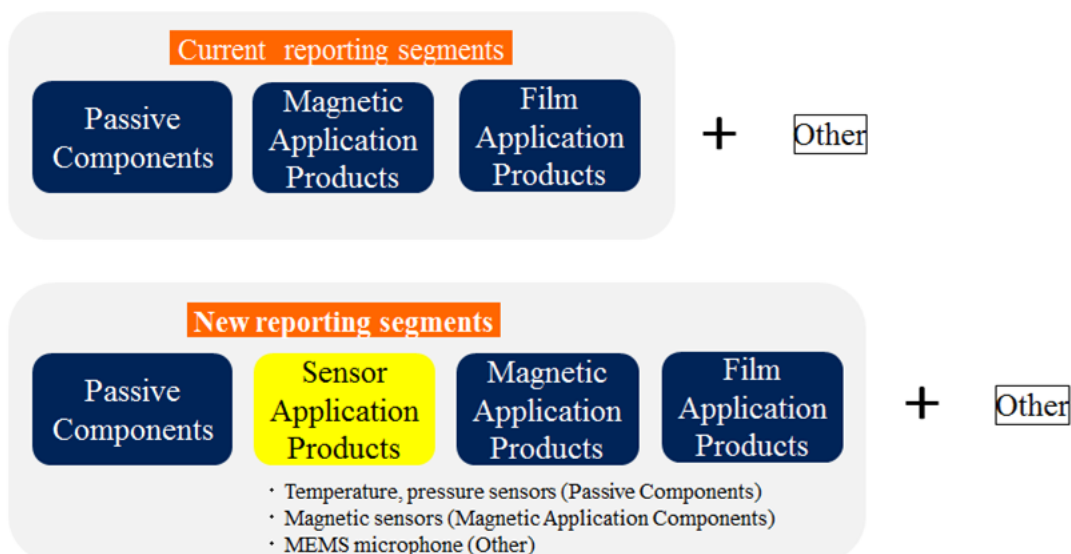 Current reporting segments
Passive
Components
Magnetic
Application
Products
Film
Application
Products
+
Other
New reporting segments
Passive
Components
Sensor
Application
Products
Magnetic
Application
Products
Film
Application
Products
+
Other
・Temperature, pressure sensors (Passive Components)
・Magnetic sensors (Magnetic Application Components)
・MEMS microphone (Other)